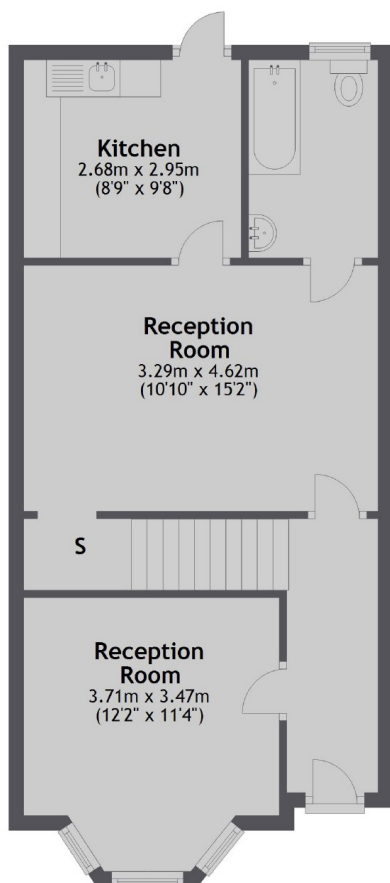 Kitchen
2.68m x 2.95m
(8'9" x 9'8")
Reception
Room
3.29m x 4.62m
(10'10" x 15'2")
S
Reception
Room
3.71m x 3.47m
(12'2" x 11'4")